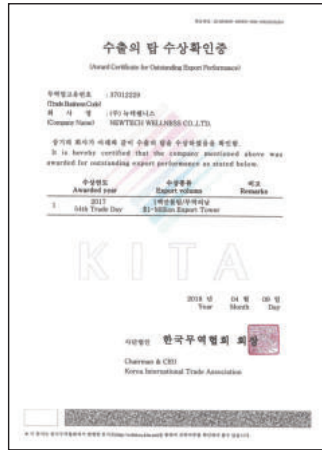 수출의 탑 수상확인증
(Award Certificate for Outstanding Export Performance)
무역업고유번호 : 37012229
(Trade Business Code)
회 사 명 : (주) 뉴텍웰니스
(Company Name) NEWTECH WELLNESS CO.,LTD.
상기의 회사가 아래와 같이 수출의 탑을 수상하였음을 확인함.
It is hereby certified that the company mentioned above was
awarded for outstanding export performance as stated below.
수상연도 수상종류 비고
Awarded year Export volume Remarks
1 2017 1백만불탑/무역의날
54th Trade Day $1-Million Export Tower
KITA
2018 년 04 월 일
Year Month Day
사단법인 한국무역협회 회장
Chairman & CEO
Korea International Trade Association